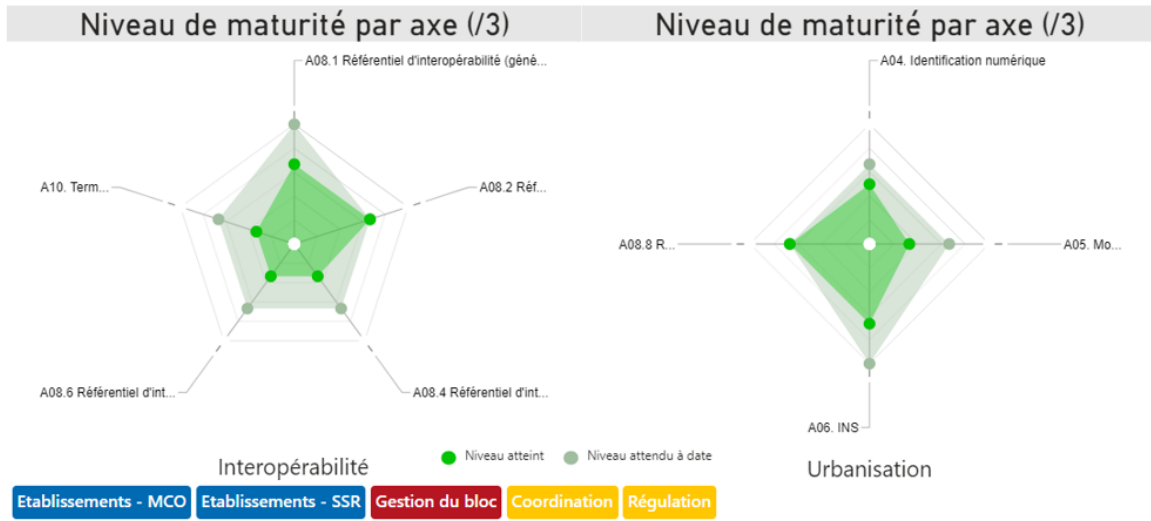 Niveau de maturité par axe (/3)
A08.1 Référentiel d'interopérabilité (géné...
A10. Term...
A08.2 Réf...
A08.6 Référentiel d'int...
A08.4 Référentiel d'int...
Interopérabilité
Niveau de maturité par axe (/3)
A04. Identification numérique
A08.8 R...
A05. Mo...
A06. INS
Urbanisation
Niveau atteint
Niveau attendu à date
Etablissements - MCO
Etablissements - SSR
Gestion du bloc
Coordination
Régulation